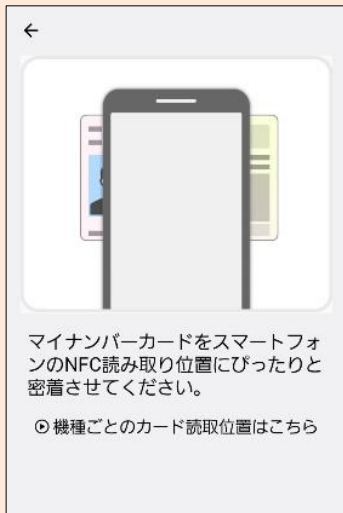 マイナンバーカードをスマートフォ
ンのNFC読み取り位置にぴったりと
密着させてください。
機種ごとのカード読取位置はこちら